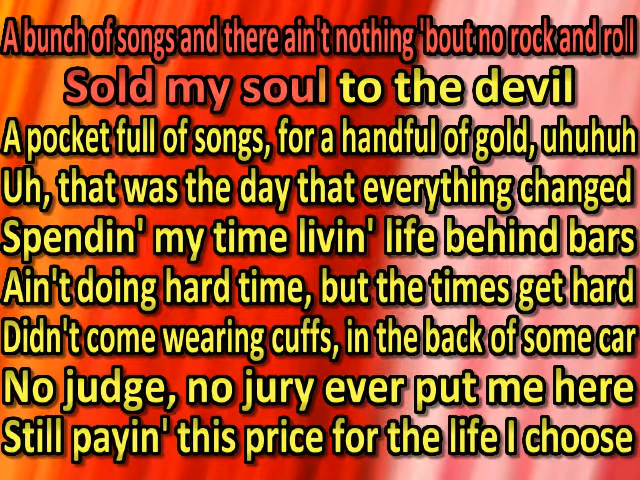 A bunch of songs and there ain't nothing 'bout no rock and roll
Sold my soul to the devil
A pocket full of songs, for a handful of gold, uhuhuh
Uh, that was the day that everything changed
Spendin' my time livin' life behind bars
Ain't doing hard time, but the times get hard
Didn't come wearing cuffs, in the back of some car
No judge, no jury ever put me here
Still payin' this price for the life I choose